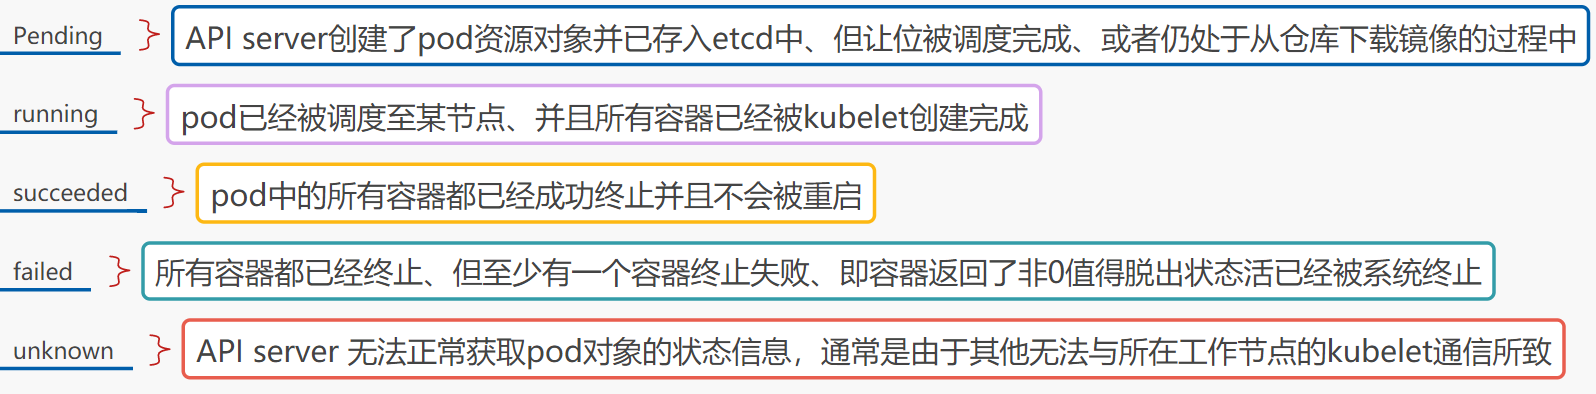 Pending
API server创建了pod资源对象并已存入etcd中、但让位被调度完成、或者仍处于从仓库下载镜像的过程中
running
pod已经被调度至某节点、并且所有容器已经被kubelet创建完成
succeeded
pod中的所有容器都已经成功终止并且不会被重启
failed
所有容器都已经终止、但至少有一个容器终止失败、即容器返回了非0值得脱出状态活已经被系统终止
unknown
API server 无法正常获取pod对象的状态信息，通常是由于其他无法与所在工作节点的kubelet通信所致